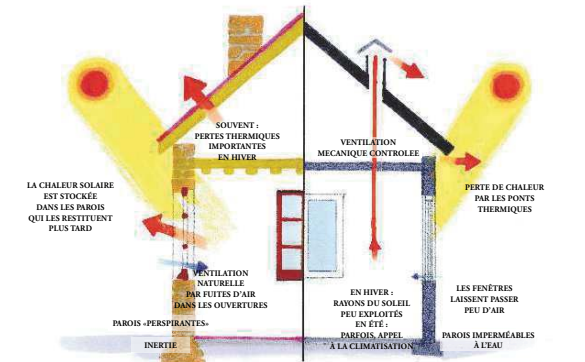 SOUVENT :
PERTES THERMIQUES
IMPORTANTES
EN HIVER
LA CHALEUR SOLAIRE
EST STOCKÉE
DANS LES PAROIS
QUI LES RESTITUENT
PLUS TARD
VENTILATION
NATURELLE
PAR FUITES D'AIR
DANS LES OUVERTURES
PAROIS «PERSPIRANTES»
INERTIE
VENTILATION
MECANIQUE CONTROLEE
PERTE DE CHALEUR
PAR LES PONTS
THERMIQUES
EN HIVER :
RAYONS DU SOLEIL
PEU EXPLOITÉS
EN ÉTÉ :
PARFOIS, APPEL
À LA CLIMATISATION
LES FENÊTRES
LAISSENT PASSER
PEU D'AIR
PAROIS IMPERMÉABLES
À L'EAU